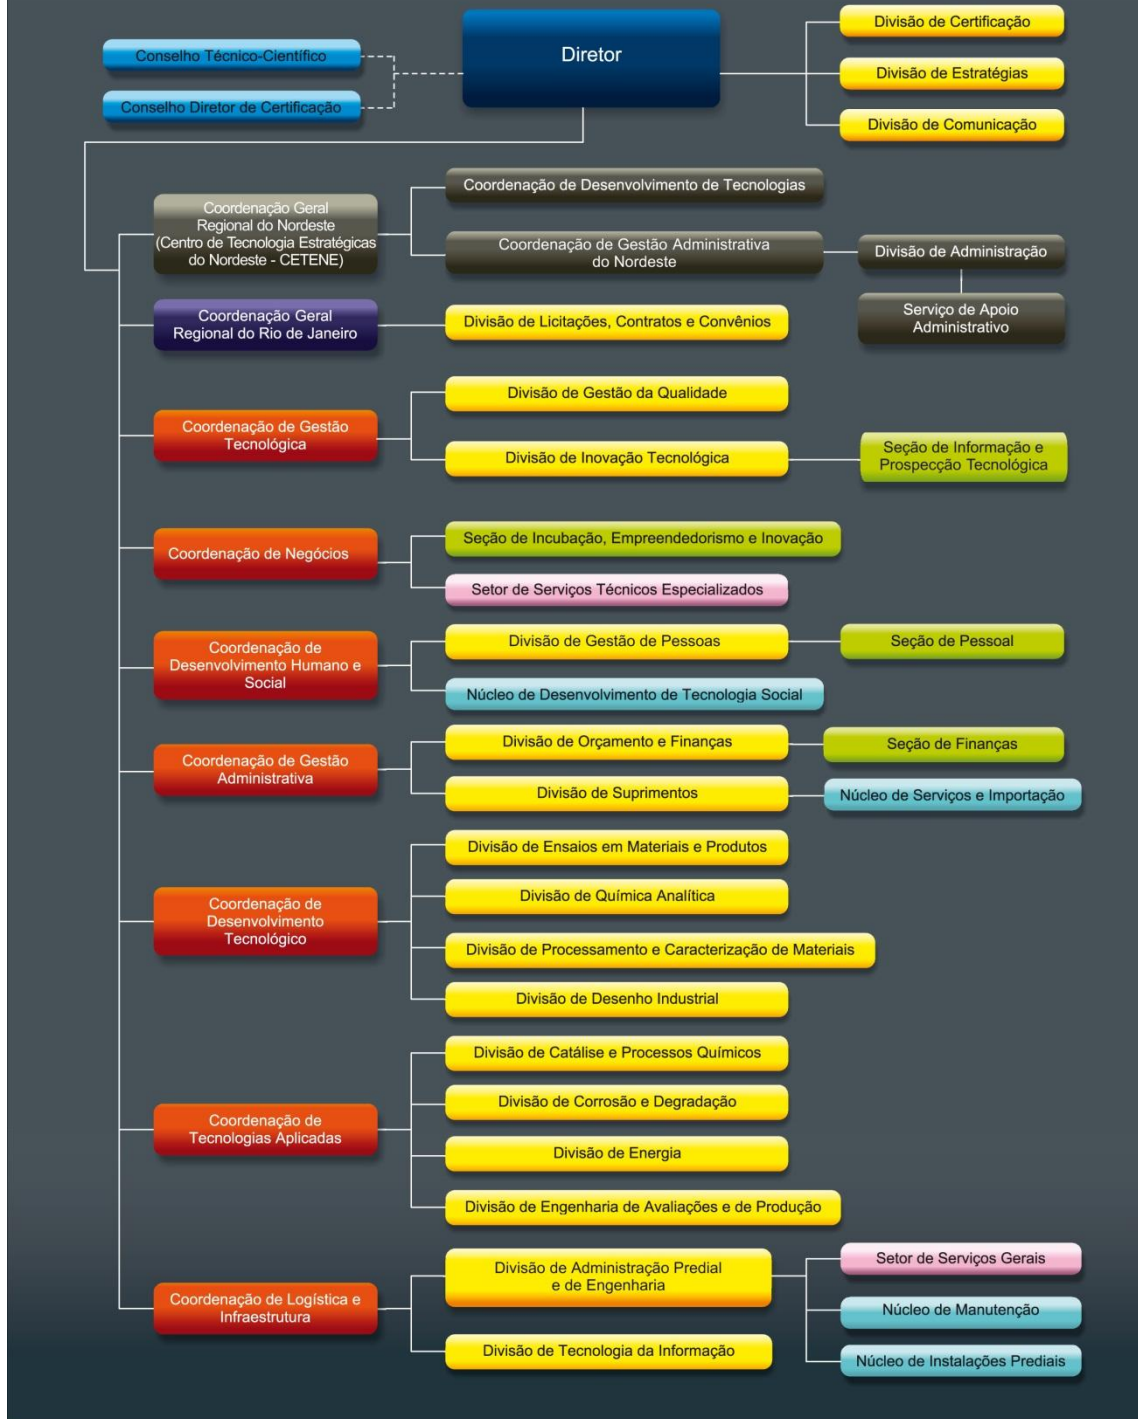 Diretor
Conselho Técnico-Científico
Conselho Diretor de Certificação
Divisão de Certificação
Divisão de Estratégias
Divisão de Comunicação
Coordenação Geral
Regional do Nordeste
(Centro de Tecnologia Estratégicas
do Nordeste - CETENE)
Coordenação de Desenvolvimento de Tecnologias
Coordenação de Gestão Administrativa
do Nordeste
Divisão de Administração
Serviço de Apoio
Administrativo
Coordenação Geral
Regional do Rio de Janeiro
Divisão de Licitações, Contratos e Convênios
Coordenação de Gestão
Tecnológica
Divisão de Gestão da Qualidade
Divisão de Inovação Tecnológica
Seção de Informação e
Prospecção Tecnológica
Coordenação de Negócios
Seção de Incubação, Empreendedorismo e Inovação
Setor de Serviços Técnicos Especializados
Coordenação de
Desenvolvimento Humano e
Social
Divisão de Gestão de Pessoas
Seção de Pessoal
Núcleo de Desenvolvimento de Tecnologia Social
Coordenação de Gestão
Administrativa
Divisão de Orçamento e Finanças
Seção de Finanças
Divisão de Suprimentos
Núcleo de Serviços e Importação
Coordenação de
Desenvolvimento
Tecnológico
Divisão de Ensaios em Materiais e Produtos
Divisão de Química Analítica
Divisão de Processamento e Caracterização de Materiais
Divisão de Desenho Industrial
Coordenação de
Tecnologias Aplicadas
Divisão de Catálise e Processos Químicos
Divisão de Corrosão e Degradação
Divisão de Energia
Divisão de Engenharia de Avaliações e de Produção
Coordenação de Logística e
Infraestrutura
Divisão de Administração Predial
e de Engenharia
Setor de Serviços Gerais
Núcleo de Manutenção
Núcleo de Instalações Prediais
Divisão de Tecnologia da Informação